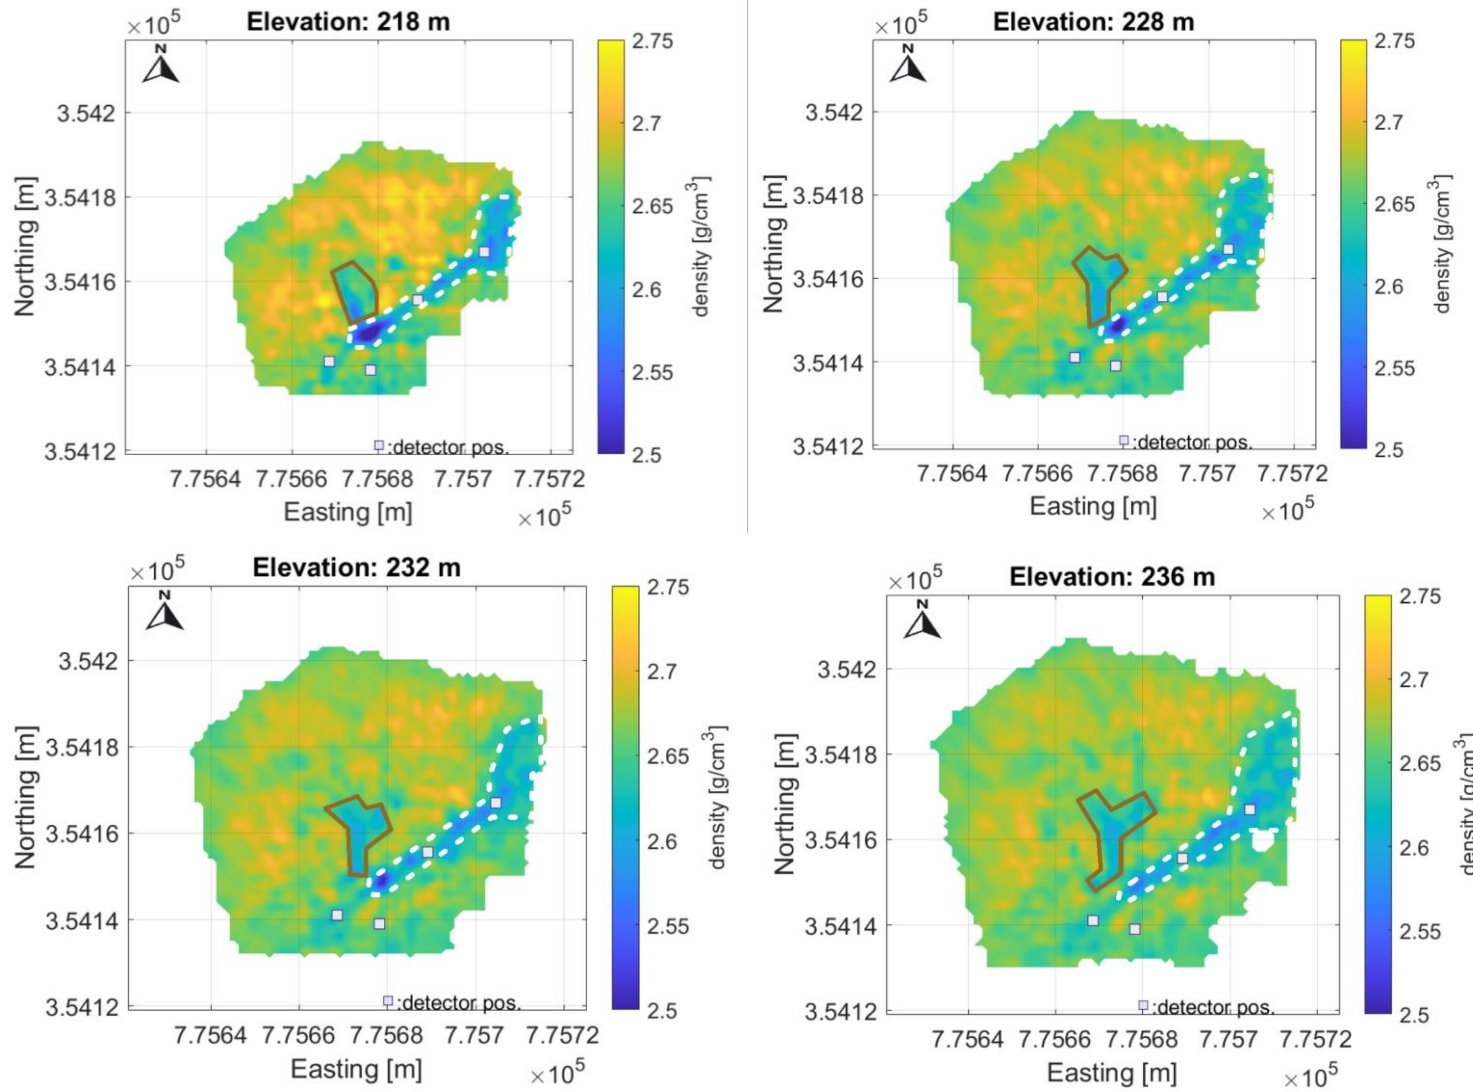 ×10⁵
Elevation: 218 m
N
3.542
3.5418
3.5416
3.5414
3.5412
Northing [m]
:detector pos.
7.7564 7.7566 7.7568 7.757 7.7572
Easting [m]
×10⁵
2.75
2.7
2.65
2.6
2.55
2.5
density [g/cm³]
×10⁵
Elevation: 228 m
N
3.542
3.5418
3.5416
3.5414
3.5412
Northing [m]
:detector pos.
7.7564 7.7566 7.7568 7.757 7.7572
Easting [m]
×10⁵
2.75
2.7
2.65
2.6
2.55
2.5
density [g/cm³]
×10⁵
Elevation: 232 m
N
3.542
3.5418
3.5416
3.5414
3.5412
Northing [m]
:detector pos.
7.7564 7.7566 7.7568 7.757 7.7572
Easting [m]
×10⁵
2.75
2.7
2.65
2.6
2.55
2.5
density [g/cm³]
×10⁵
Elevation: 236 m
N
3.542
3.5418
3.5416
3.5414
3.5412
Northing [m]
:detector pos.
7.7564 7.7566 7.7568 7.757 7.7572
Easting [m]
×10⁵
2.75
2.7
2.65
2.6
2.55
2.5
density [g/cm³]